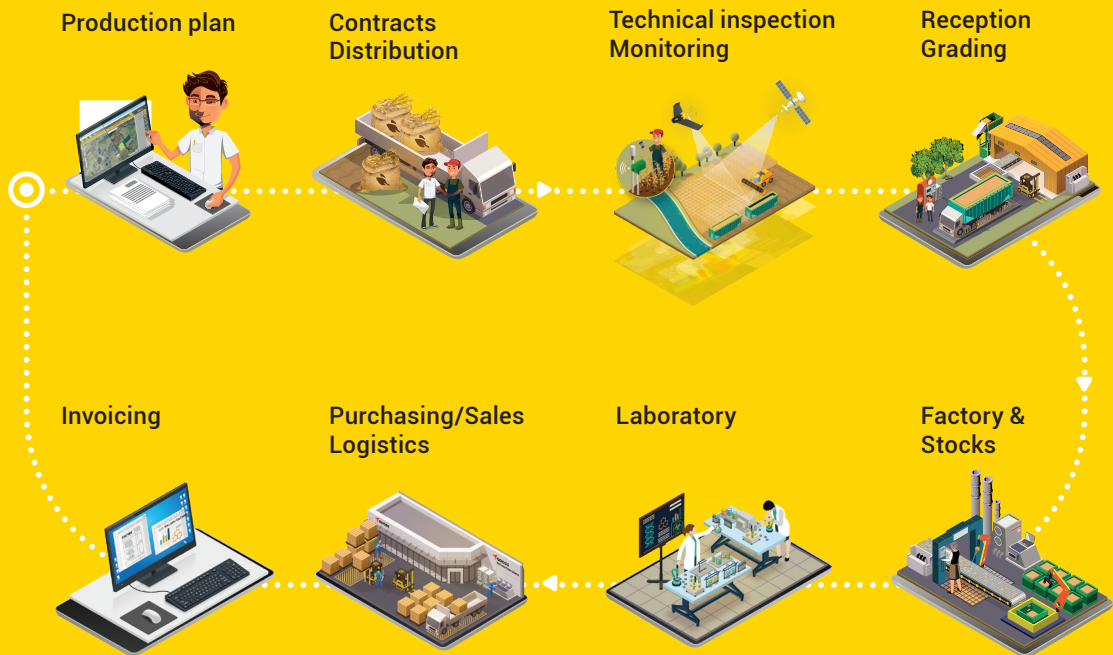 Production plan
Contracts
Distribution
Technical inspection
Monitoring
Reception
Grading
Invoicing
Purchasing/Sales
Logistics
Laboratory
Factory &
Stocks